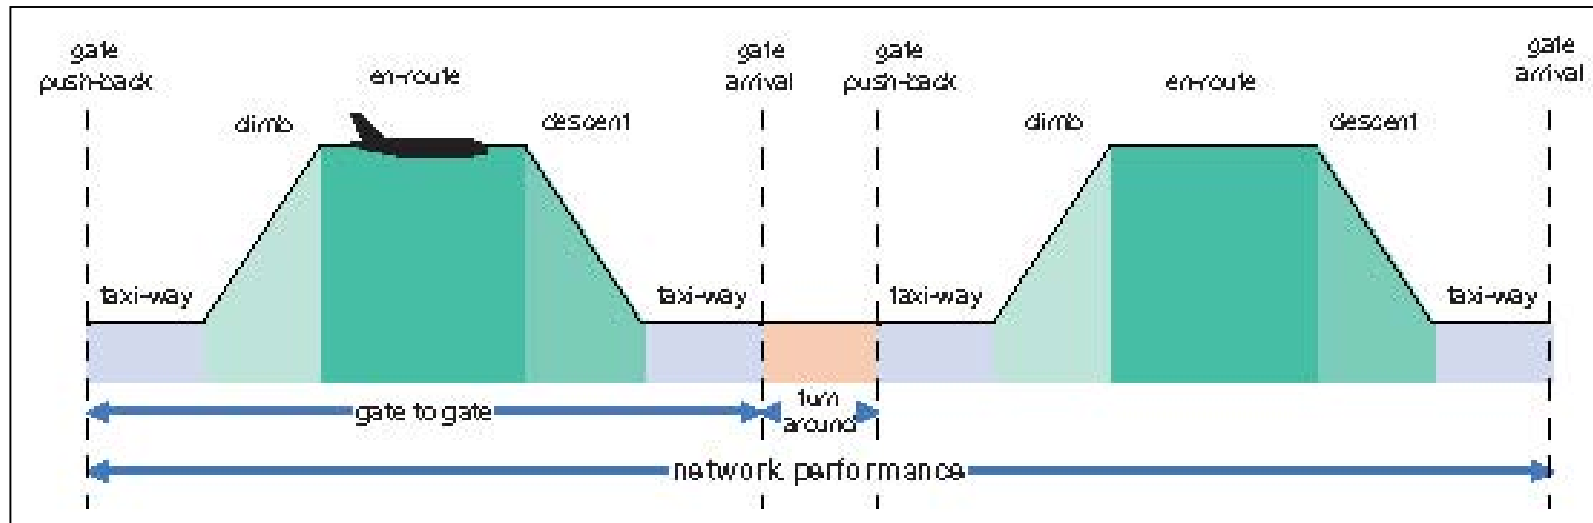 gate
push-back
en-route
climb
descent
gate
arrival
gate
push-back
en-route
climb
descent
gate
arrival
taxi-way
taxi-way
taxi-way
taxi-way
gate to gate
turn
around
network performance